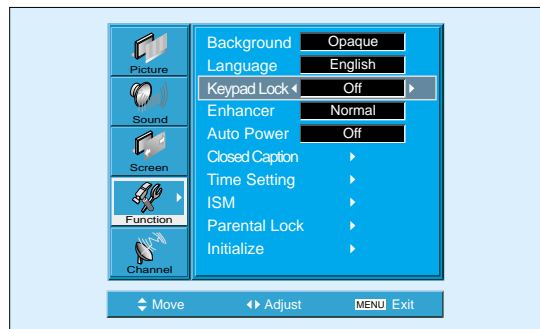 Picture
Sound
Screen
Function
Channel
Background Opaque
Language English
Keypad Lock Off
Enhancer Normal
Auto Power Off
Closed Caption
Time Setting
ISM
Parental Lock
Initialize
Move Adjust MENU Exit